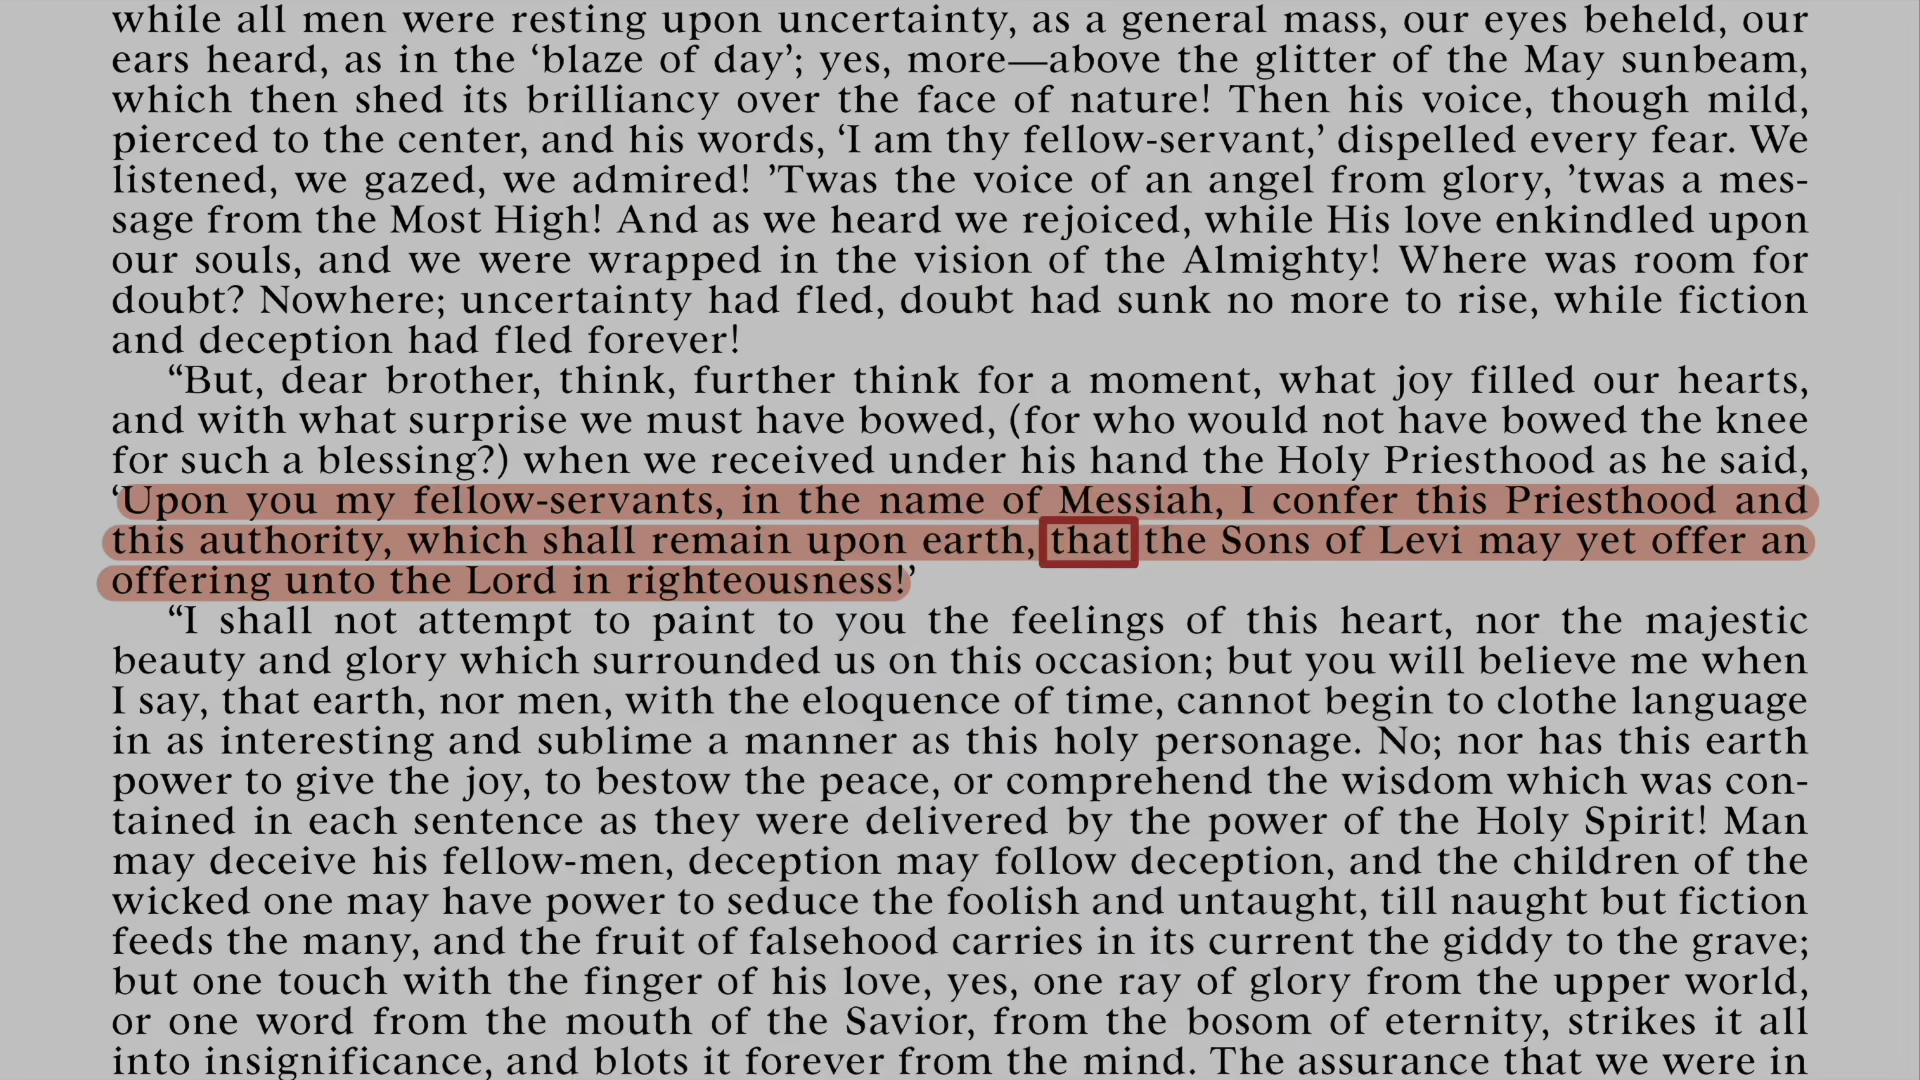 while all men were resting upon uncertainty, as a general mass, our eyes beheld, our
ears heard, as in the ‘blaze of day’; yes, more—above the glitter of the May sunbeam,
which then shed its brilliancy over the face of nature! Then his voice, though mild,
pierced to the center, and his words, ‘I am thy fellow-servant,’ dispelled every fear. We
listened, we gazed, we admired! ’Twas the voice of an angel from glory, ’twas a mes-
sage from the Most High! And as we heard we rejoiced, while His love enkindled upon
our souls, and we were wrapped in the vision of the Almighty! Where was room for
doubt? Nowhere; uncertainty had fled, doubt had sunk no more to rise, while fiction
and deception had fled forever!
“But, dear brother, think, further think for a moment, what joy filled our hearts,
and with what surprise we must have bowed, (for who would not have bowed the knee
for such a blessing?) when we received under his hand the Holy Priesthood as he said,
‘Upon you my fellow-servants, in the name of Messiah, I confer this Priesthood and
this authority, which shall remain upon earth, that the Sons of Levi may yet offer an
offering unto the Lord in righteousness!’
“I shall not attempt to paint to you the feelings of this heart, nor the majestic
beauty and glory which surrounded us on this occasion; but you will believe me when
I say, that earth, nor men, with the eloquence of time, cannot begin to clothe language
in as interesting and sublime a manner as this holy personage. No; nor has this earth
power to give the joy, to bestow the peace, or comprehend the wisdom which was con-
tained in each sentence as they were delivered by the power of the Holy Spirit! Man
may deceive his fellow-men, deception may follow deception, and the children of the
wicked one may have power to seduce the foolish and untaught, till naught but fiction
feeds the many, and the fruit of falsehood carries in its current the giddy to the grave;
but one touch with the finger of his love, yes, one ray of glory from the upper world,
or one word from the mouth of the Savior, from the bosom of eternity, strikes it all
into insignificance, and blots it forever from the mind. The assurance that we were in